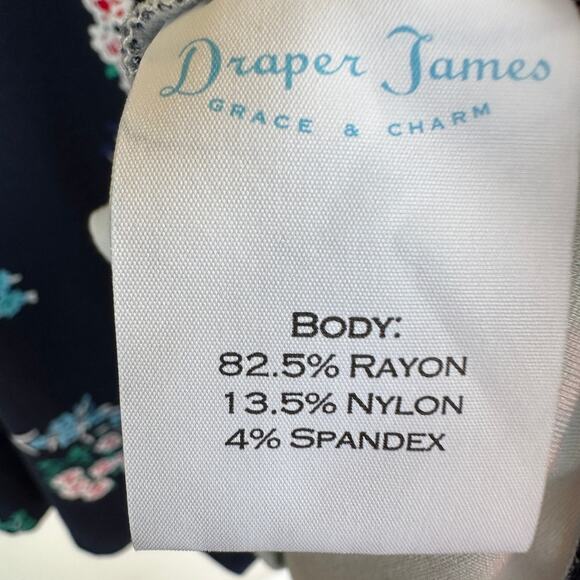 Draper James
GRACE & CHARM
BODY:
82.5% RAYON
13.5% NYLON
4% SPANDEX